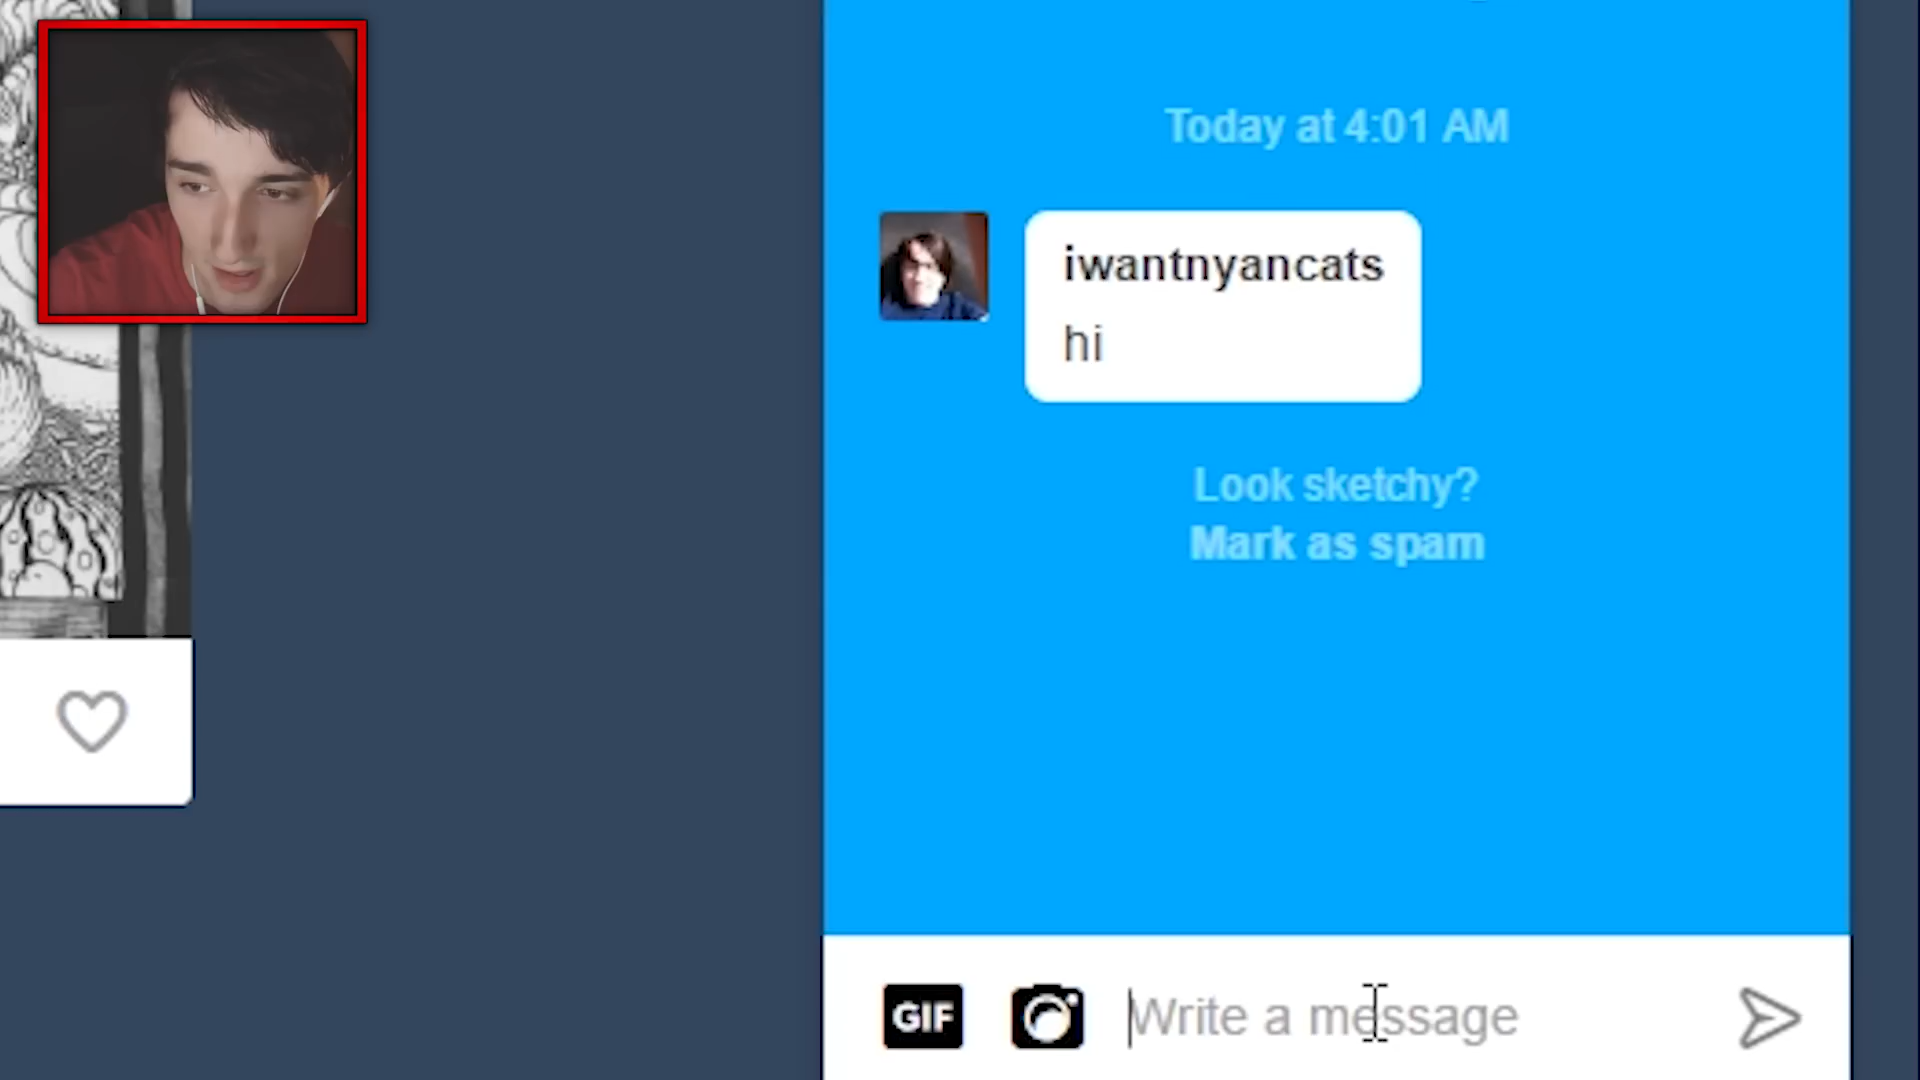 Today at 4:01 AM
iwantnyancats
hi
Look sketchy?
Mark as spam
GIF
Write a message